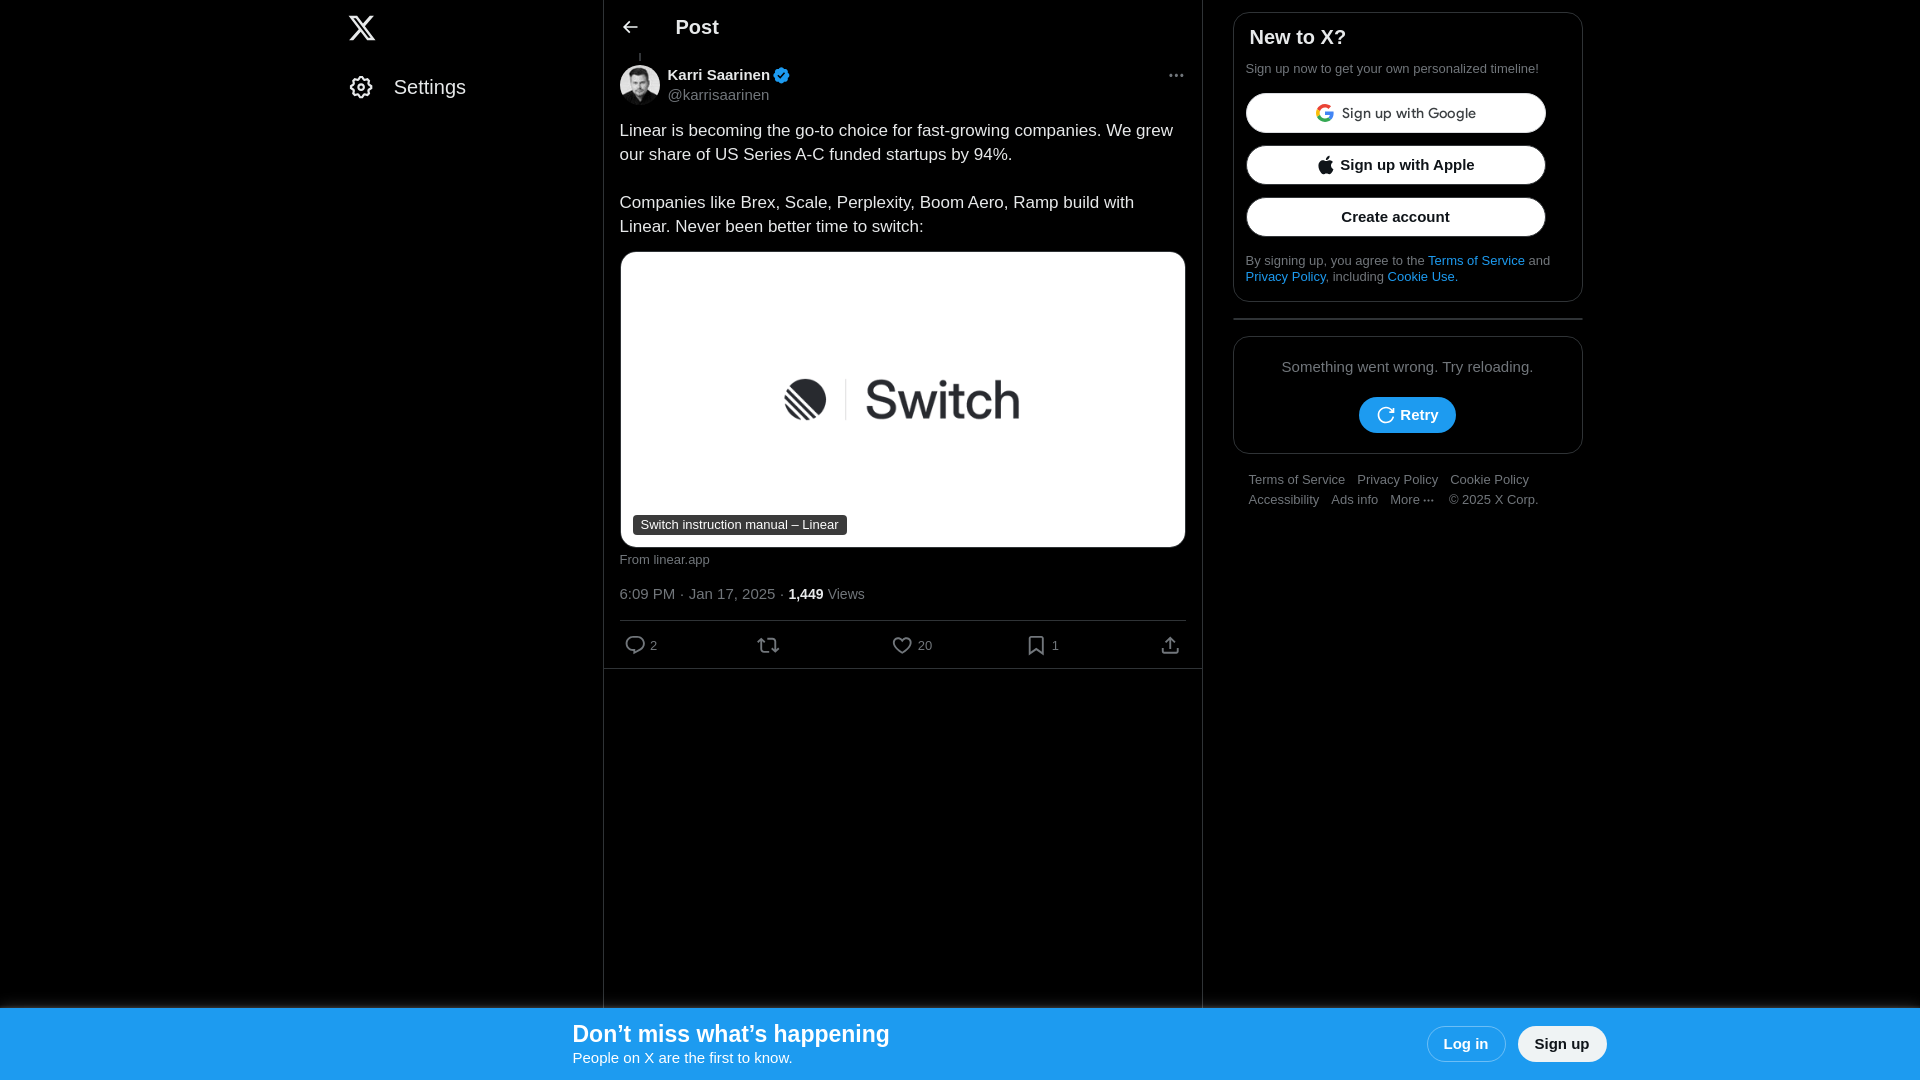 Settings
Post
Karri Saarinen
@karrisaarinen
Linear is becoming the go-to choice for fast-growing companies. We grew
our share of US Series A-C funded startups by 94%.
Companies like Brex, Scale, Perplexity, Boom Aero, Ramp build with
Linear. Never been better time to switch:
Switch
Switch instruction manual – Linear
From linear.app
6:09 PM · Jan 17, 2025 · 1,449 Views
2 20 1
New to X?
Sign up now to get your own personalized timeline!
Sign up with Google
Sign up with Apple
Create account
By signing up, you agree to the Terms of Service and
Privacy Policy, including Cookie Use.
Something went wrong. Try reloading.
Retry
Terms of Service Privacy Policy Cookie Policy
Accessibility Ads info More ··· © 2025 X Corp.
Don’t miss what’s happening
People on X are the first to know.
Log in
Sign up